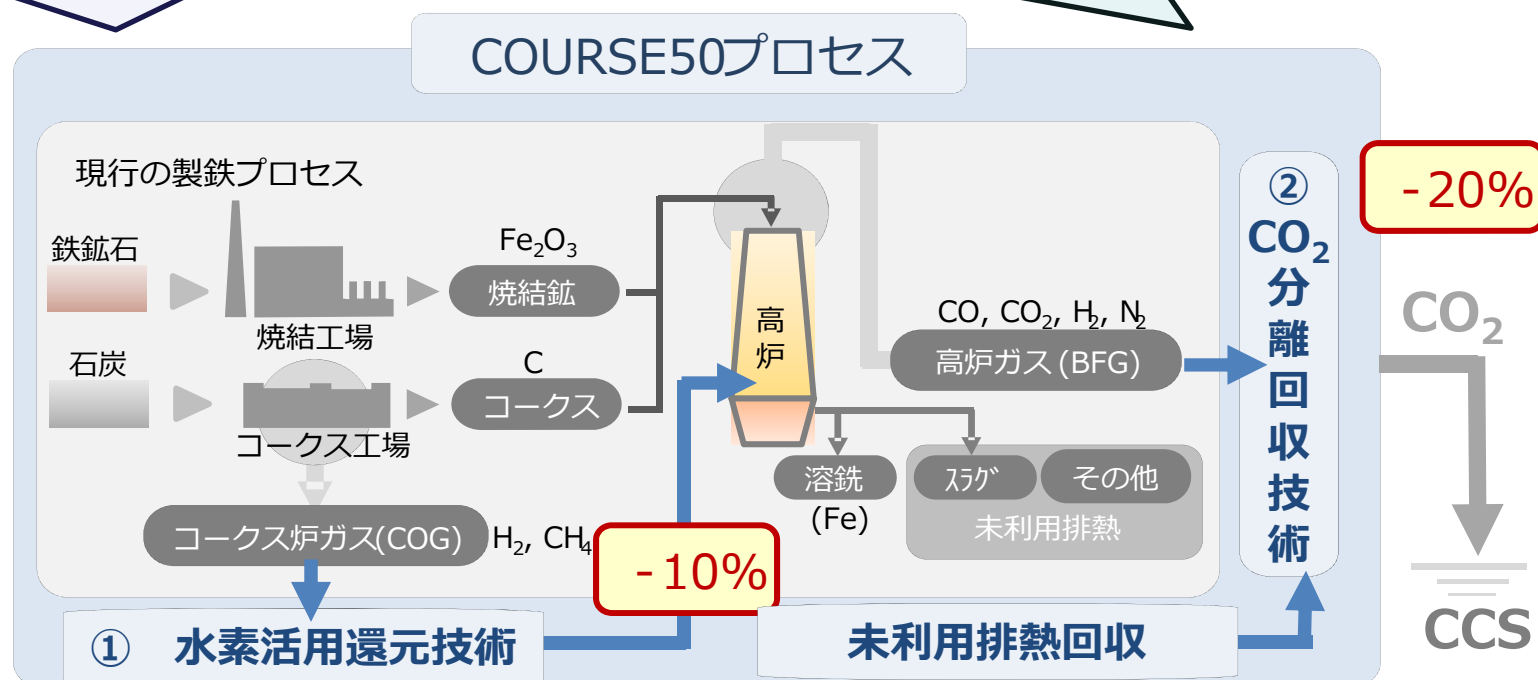 COURSE50プロセス
現行の製鉄プロセス
鉄鉱石
焼結工場
Fe₂O₃
焼結鉱
石炭
コークス工場
C
コークス
高炉
CO, CO₂, H₂, N₂
高炉ガス (BFG)
溶銑
(Fe)
ｽﾗｸﾞ
その他
未利用排熱
コークス炉ガス(COG)
H₂, CH₄
-10%
① 水素活用還元技術
未利用排熱回収
②
CO₂
分
離
回
収
技
術
-20%
CO₂
CCS